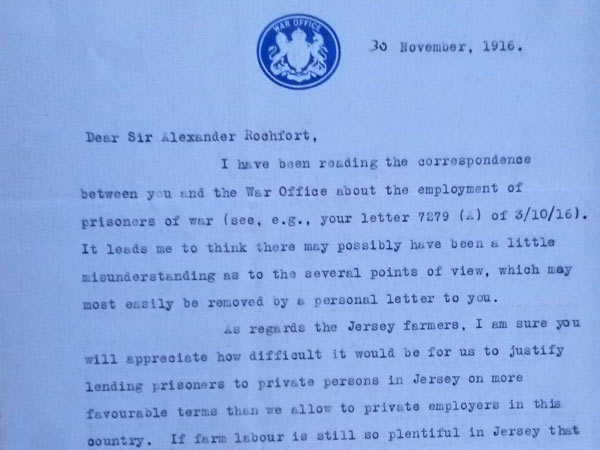 WAR OFFICE
30 November, 1916.
Dear Sir Alexander Rochfort,
I have been reading the correspondence
between you and the War Office about the employment of
prisoners of war (see, e.g., your letter 7279 (A) of 3/10/16).
It leads me to think there may possibly have been a little
misunderstanding as to the several points of view, which may
most easily be removed by a personal letter to you.
As regards the Jersey farmers, I am sure you
will appreciate how difficult it would be for us to justify
lending prisoners to private persons in Jersey on more
favourable terms than we allow to private employers in this
country. If farm labour is still so plentiful in Jersey that